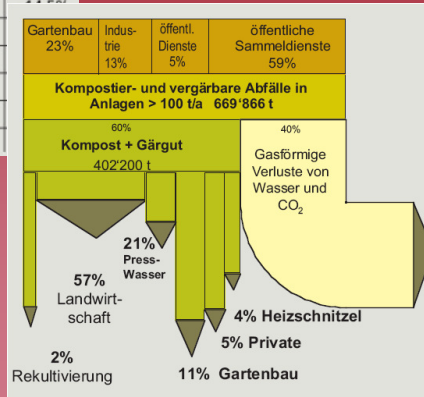 Gartenbau
23%
Indus-
trie
13%
öffentl.
Dienste
5%
öffentliche
Sammeldienste
59%
Kompostier- und vergärbare Abfälle in
Anlagen > 100 t/a 669'866 t
60%
Kompost + Gärgut
402'200 t
40%
Gasförmige
Verluste von
Wasser und
CO2
21%
Press-
Wasser
57%
Landwirt-
schaft
4% Heizschnitzel
5% Private
2%
Rekultivierung
11% Gartenbau